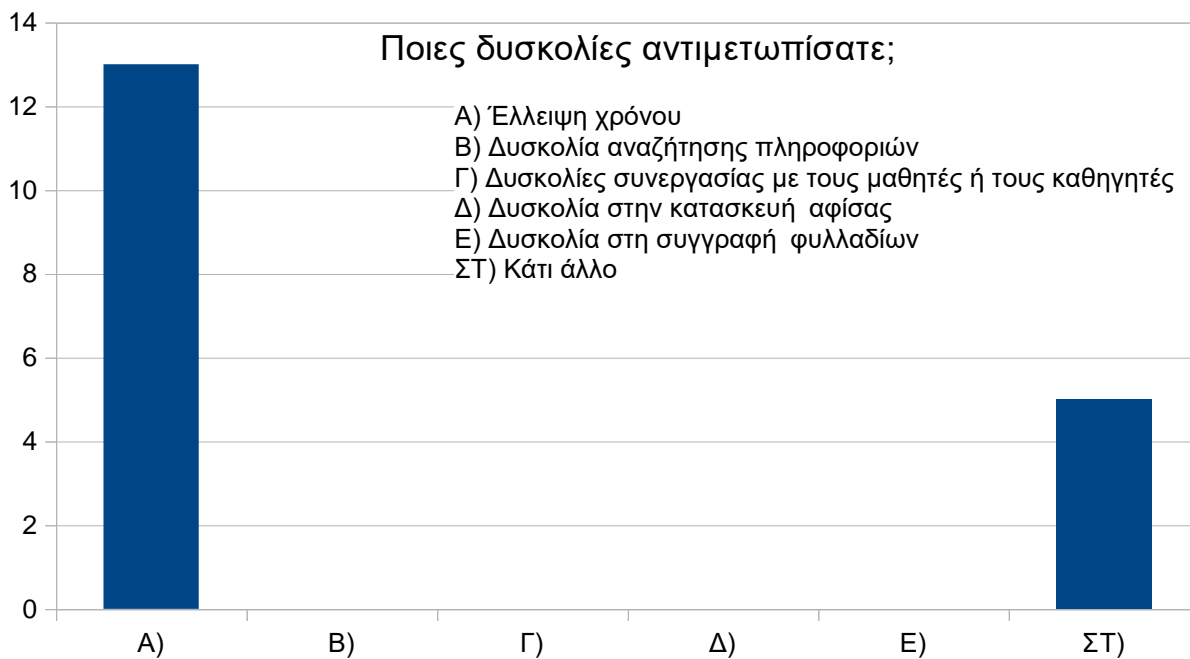 Ποιες δυσκολίες αντιμετωπίσατε;
Α) Έλλειψη χρόνου
Β) Δυσκολία αναζήτησης πληροφοριών
Γ) Δυσκολίες συνεργασίας με τους μαθητές ή τους καθηγητές
Δ) Δυσκολία στην κατασκευή αφίσας
Ε) Δυσκολία στη συγγραφή φυλλαδίων
ΣΤ) Κάτι άλλο
14
12
10
8
6
4
2
0
Α) Β) Γ) Δ) Ε) ΣΤ)